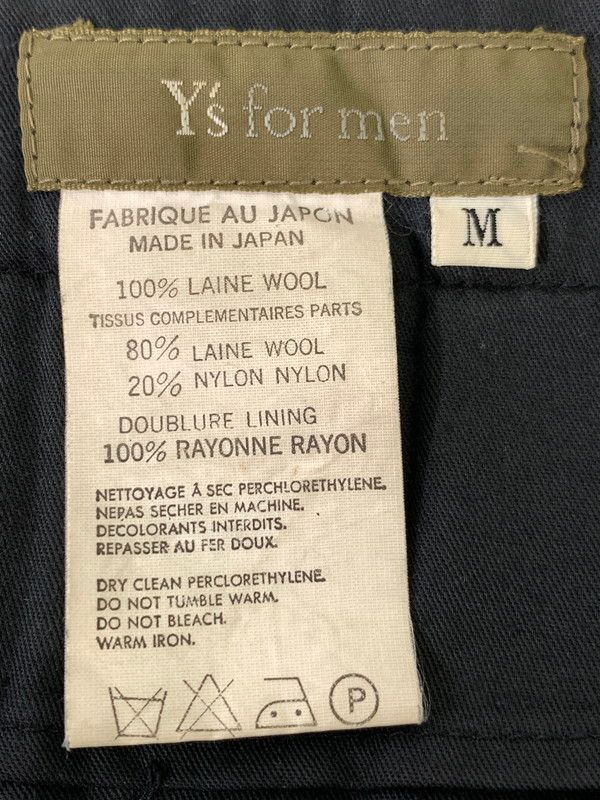 Y's for men
M
FABRIQUE AU JAPON
MADE IN JAPAN
100% LAINE WOOL
TISSUS COMPLEMENTAIRES PARTS
80% LAINE WOOL
20% NYLON NYLON
DOUBLURE LINING
100% RAYONNE RAYON
NETTOYAGE À SEC PERCHLORETHYLENE.
NEPAS SECHER EN MACHINE.
DECOLORANTS INTERDITS.
REPASSER AU FER DOUX.
DRY CLEAN PERCLORETHYLENE.
DO NOT TUMBLE WARM.
DO NOT BLEACH.
WARM IRON.
P